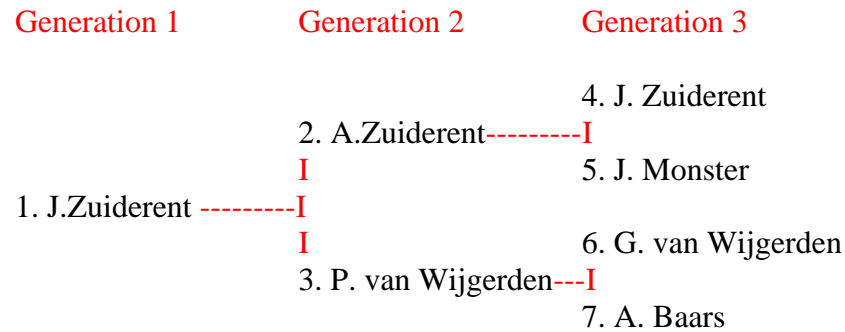 Generation 1 Generation 2 Generation 3
4. J. Zuiderent
2. A.Zuiderent---------I
I 5. J. Monster
1. J.Zuiderent ---------I
I 6. G. van Wijgerden
3. P. van Wijgerden---I
7. A. Baars